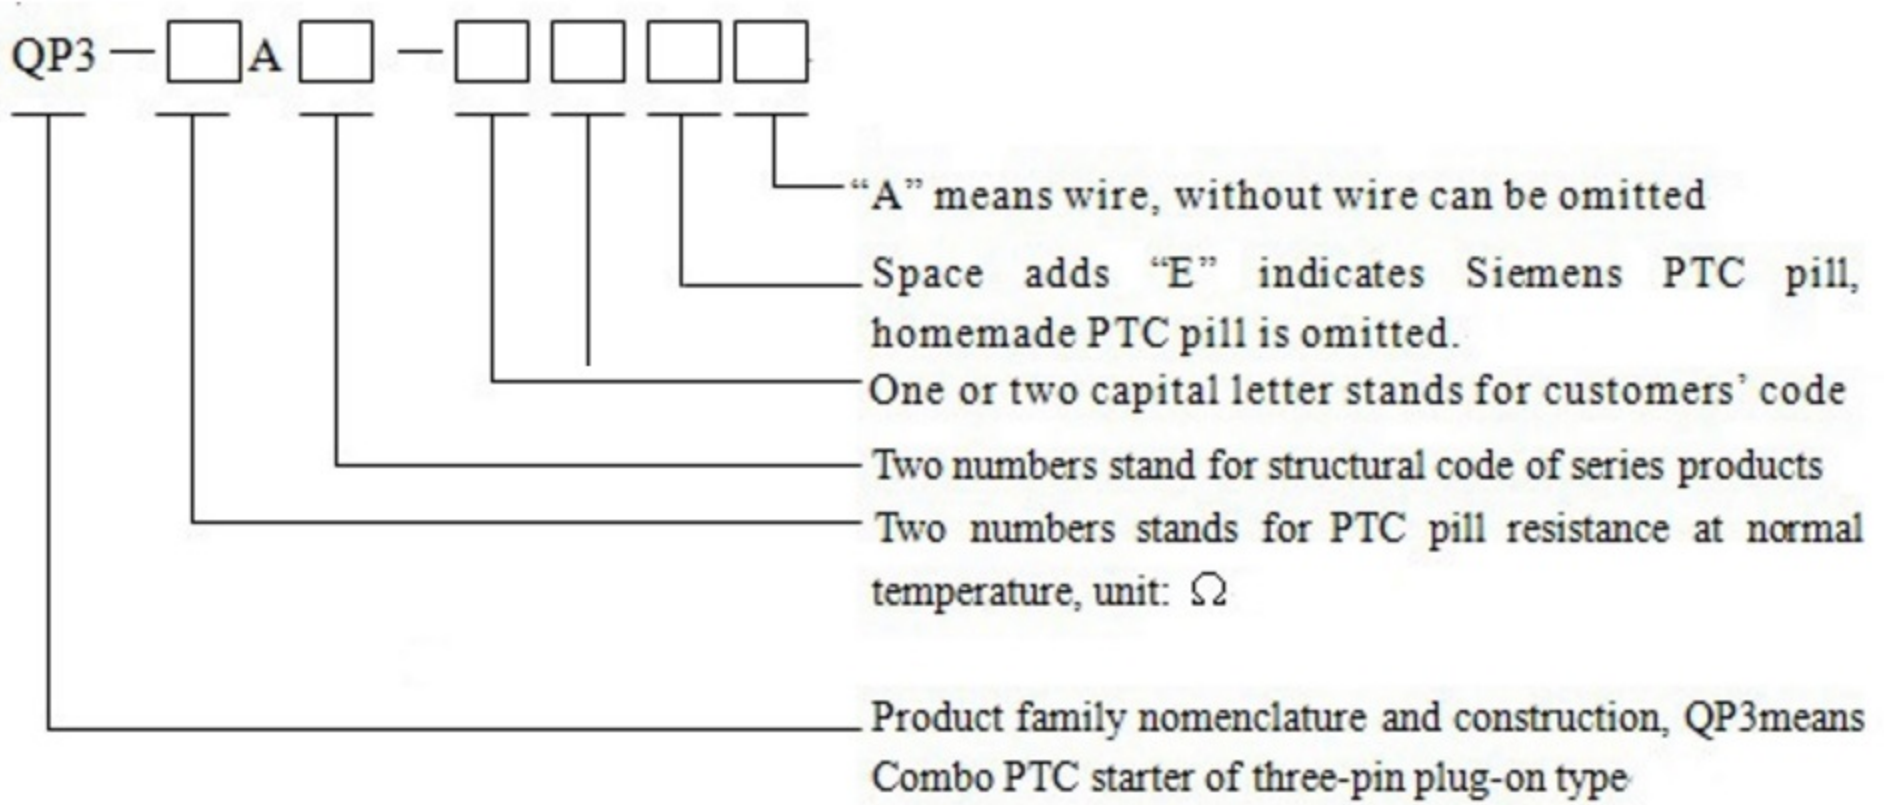 QP3 — □ A □ — □ □ □ □
“A” means wire, without wire can be omitted
Space adds “E” indicates Siemens PTC pill,
homemade PTC pill is omitted.
One or two capital letter stands for customers’ code
Two numbers stand for structural code of series products
Two numbers stands for PTC pill resistance at normal
temperature, unit: Ω
Product family nomenclature and construction, QP3means
Combo PTC starter of three-pin plug-on type